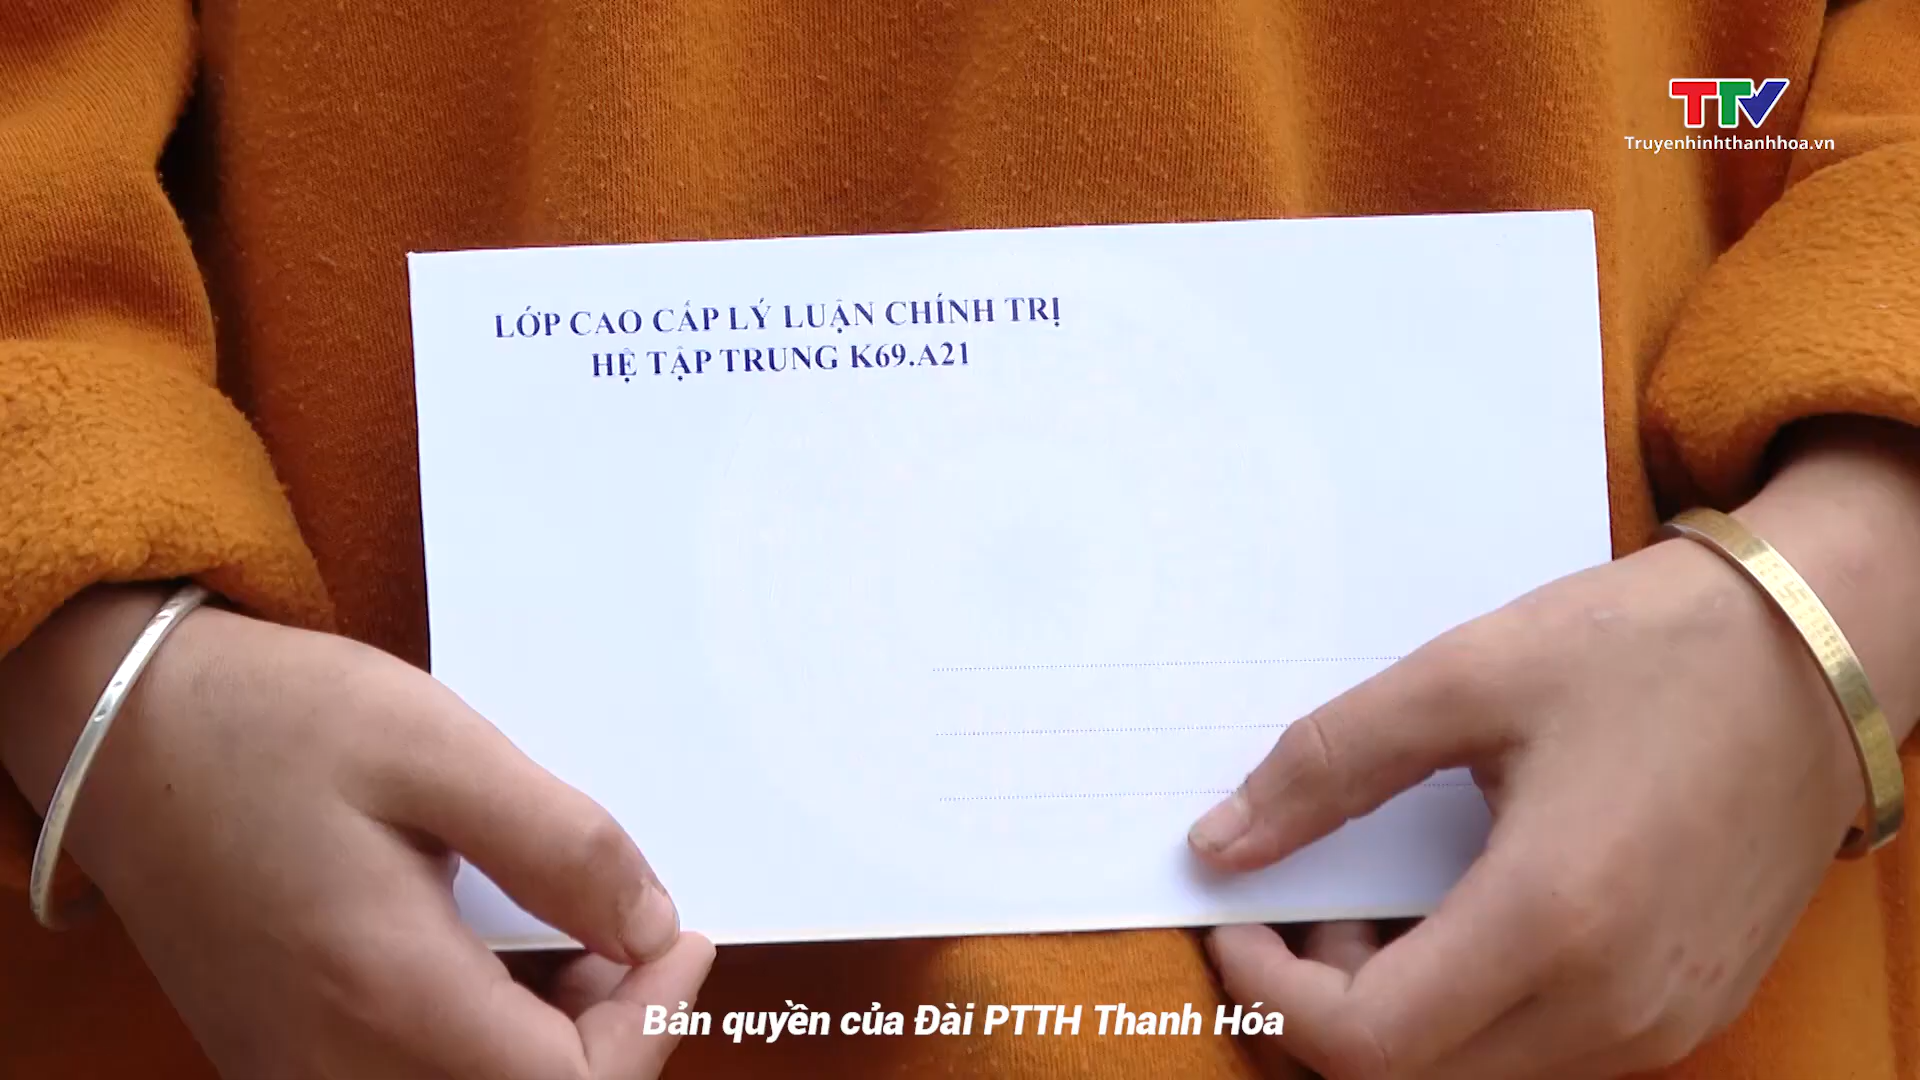 TTV
Truyenhinhthanhhoa.vn
LỚP CAO CẤP LÝ LUẬN CHÍNH TRỊ
HỆ TẬP TRUNG K69.A21
Bản quyền của Đài PTTH Thanh Hóa